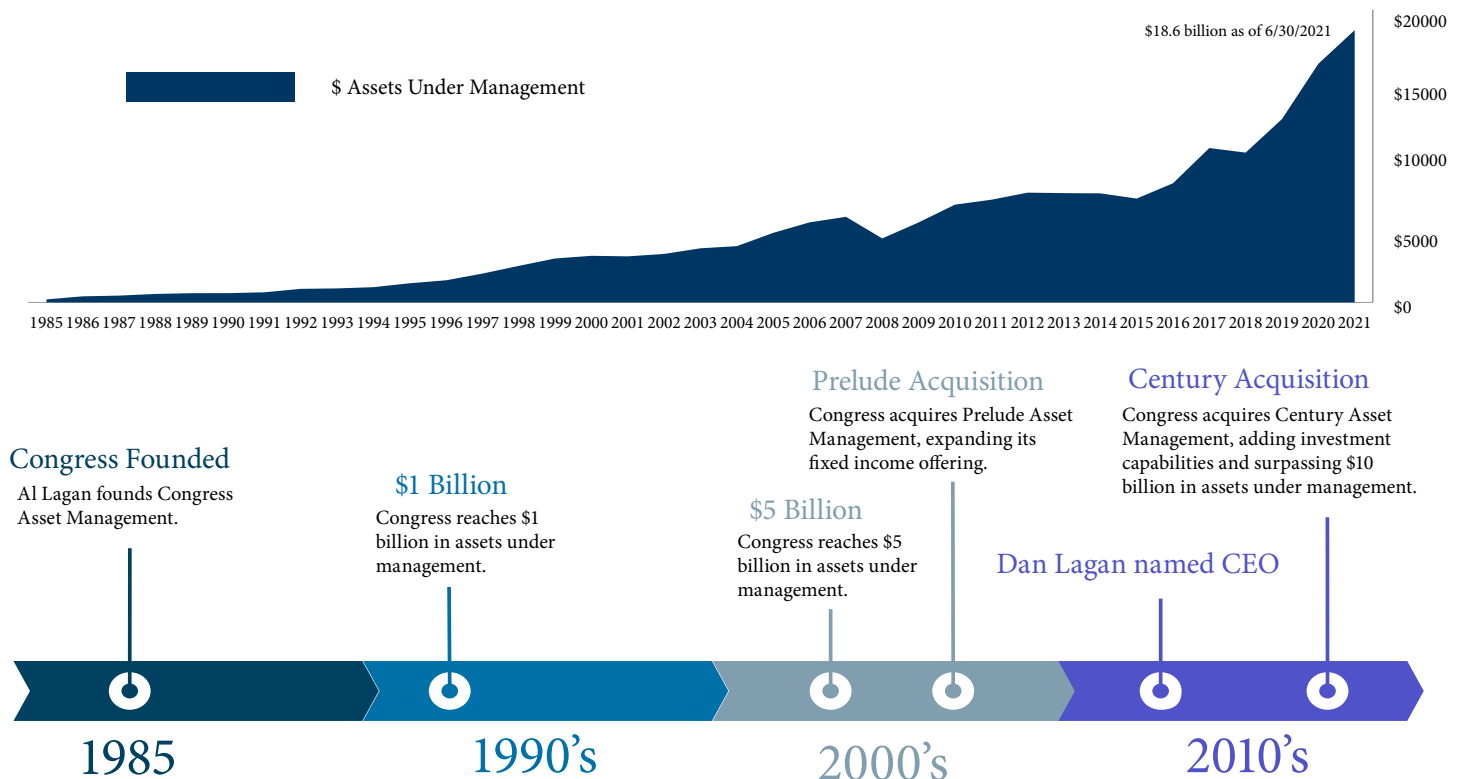 $18.6 billion as of 6/30/2021
$ Assets Under Management
$20000
$15000
$10000
$5000
$0
1985 1986 1987 1988 1989 1990 1991 1992 1993 1994 1995 1996 1997 1998 1999 2000 2001 2002 2003 2004 2005 2006 2007 2008 2009 2010 2011 2012 2013 2014 2015 2016 2017 2018 2019 2020 2021
Congress Founded
Al Lagan founds Congress
Asset Management.
$1 Billion
Congress reaches $1
billion in assets under
management.
$5 Billion
Congress reaches $5
billion in assets under
management.
Prelude Acquisition
Congress acquires Prelude Asset
Management, expanding its
fixed income offering.
Dan Lagan named CEO
Century Acquisition
Congress acquires Century Asset
Management, adding investment
capabilities and surpassing $10
billion in assets under management.
1985
1990’s
2000’s
2010’s